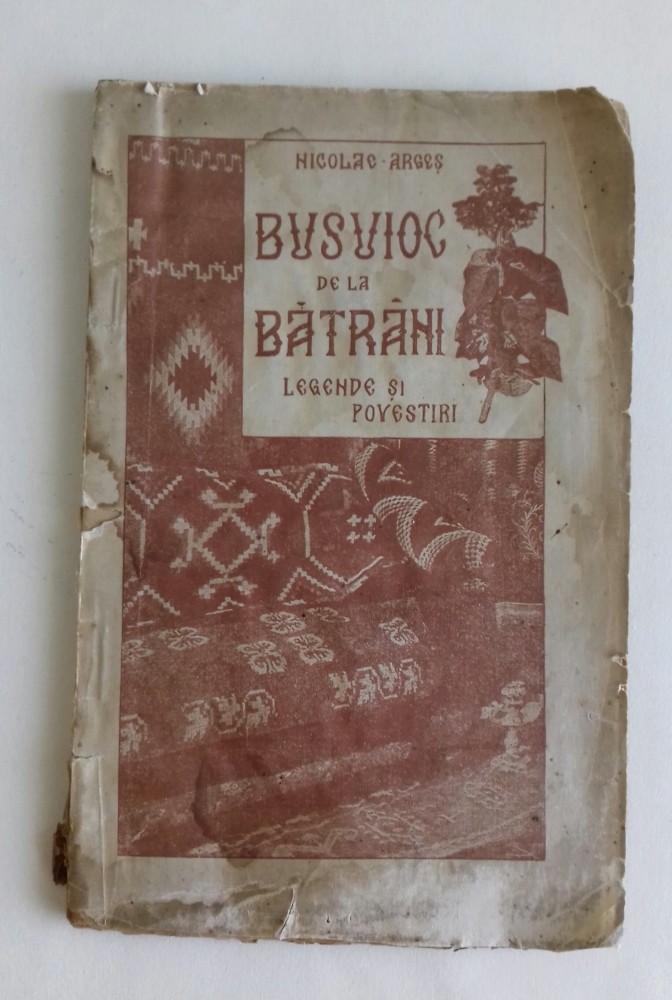 NICOLAE · ARGEȘ
BUSUIOC
DE LA
BĂTRÂNI
LEGENDE ȘI
POVESTIRI